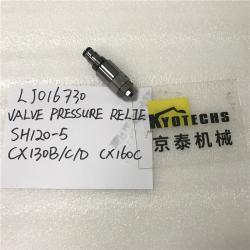 LJ016730
VALVE PRESSURE RELIE
SH120-5
CX130B/C/D CX160C
KYOTECHS
京泰机械